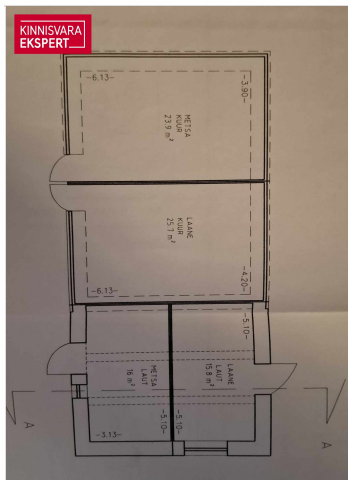 KINNISVARA
EKSPERT
-6.13-
-3.90-
METSA
KUUR
23.9 m²
LAANE
KUUR
25.7 m²
-4.20-
-6.13-
-5.10-
METSA
LAUT
16 m²
LAANE
LAUT
15.8 m²
-3.13-
-5.10-
-5.10-
A
A